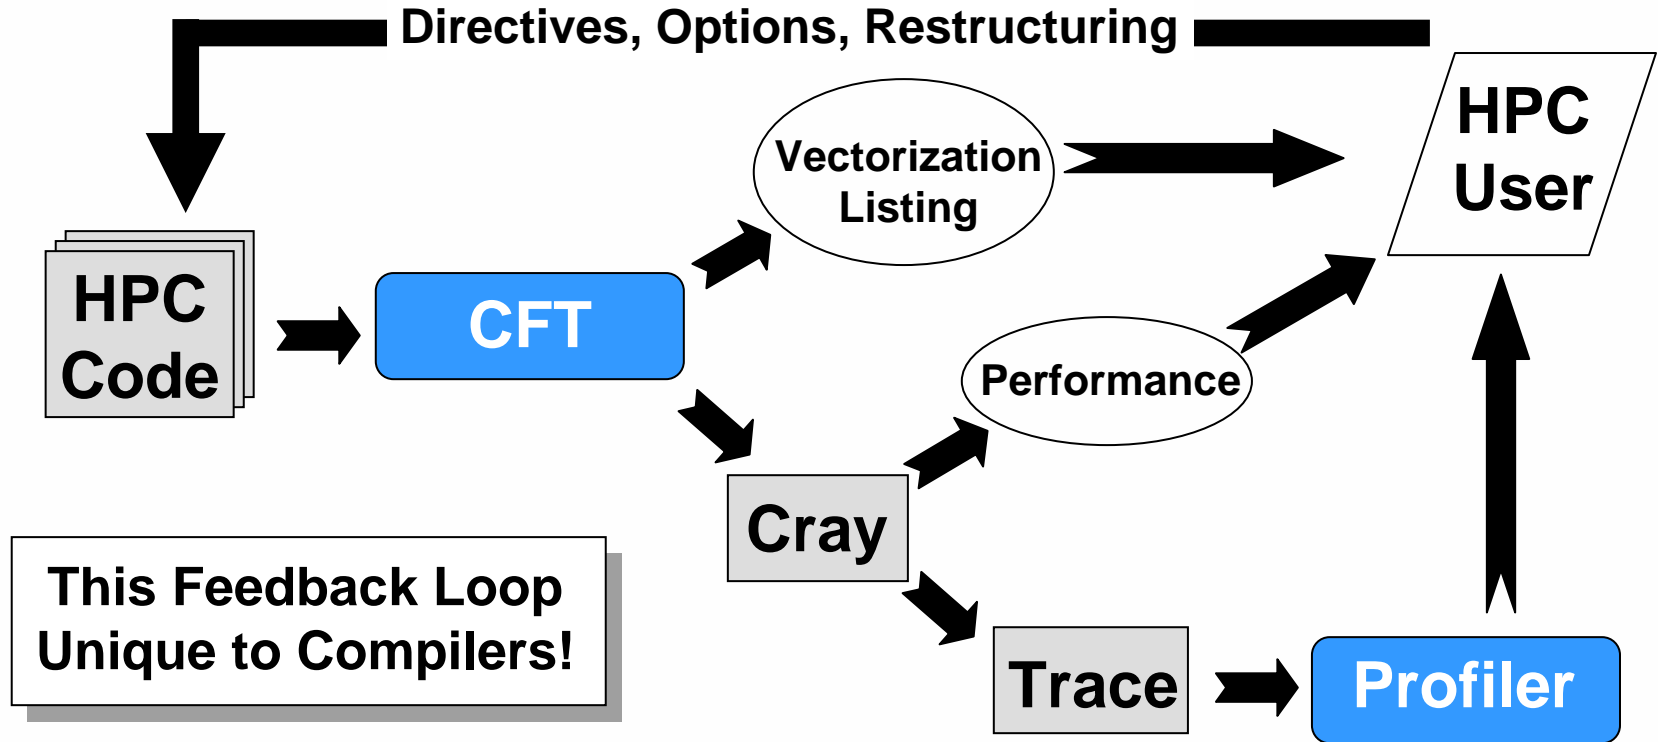 Directives, Options, Restructuring
HPC
User
Vectorization
Listing
HPC
Code
CFT
Performance
Cray
This Feedback Loop
Unique to Compilers!
Trace
Profiler